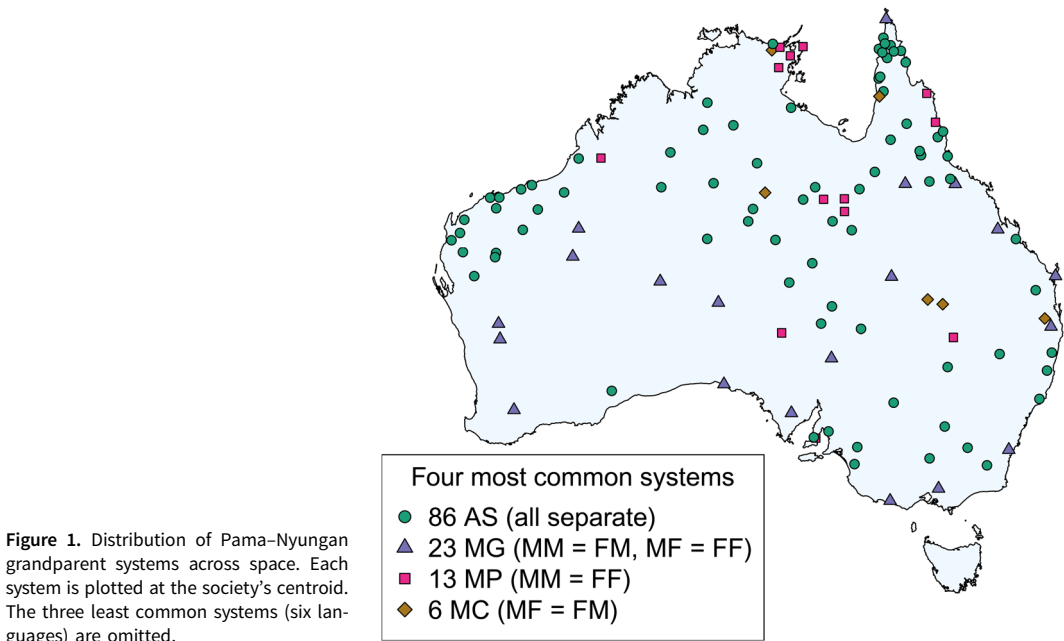 Four most common systems
86 AS (all separate)
23 MG (MM = FM, MF = FF)
13 MP (MM = FF)
6 MC (MF = FM)
Figure 1. Distribution of Pama–Nyungan
grandparent systems across space. Each
system is plotted at the society's centroid.
The three least common systems (six lan-
guages) are omitted.